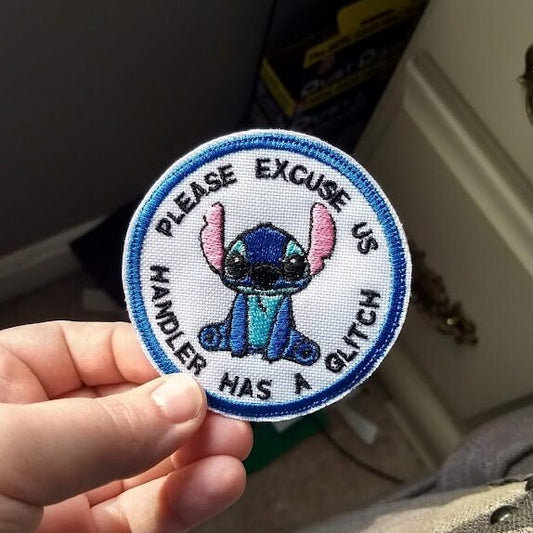 PLEASE EXCUSE US
HANDLER HAS A GLITCH